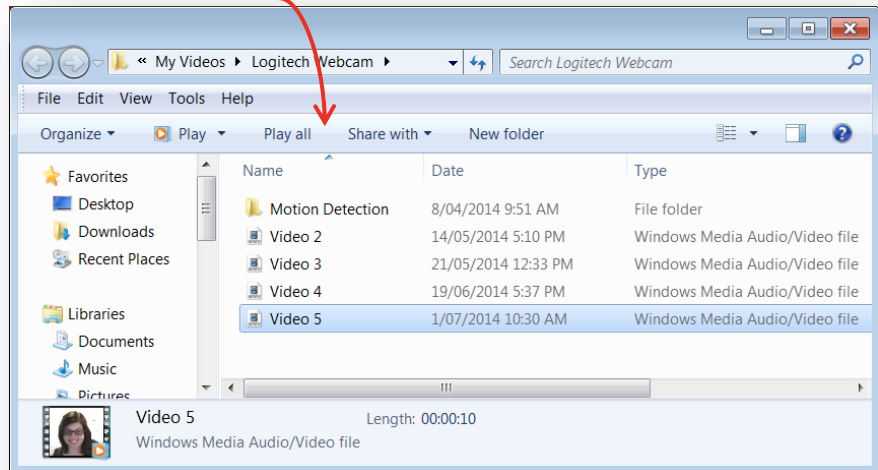 « My Videos Logitech Webcam
Search Logitech Webcam
File Edit View Tools Help
Organize Play Play all Share with New folder
Favorites
Desktop
Downloads
Recent Places
Libraries
Documents
Music
Pictures
Name Date Type
Motion Detection 8/04/2014 9:51 AM File folder
Video 2 14/05/2014 5:10 PM Windows Media Audio/Video file
Video 3 21/05/2014 12:33 PM Windows Media Audio/Video file
Video 4 19/06/2014 5:37 PM Windows Media Audio/Video file
Video 5 1/07/2014 10:30 AM Windows Media Audio/Video file
Video 5 Length: 00:00:10
Windows Media Audio/Video file